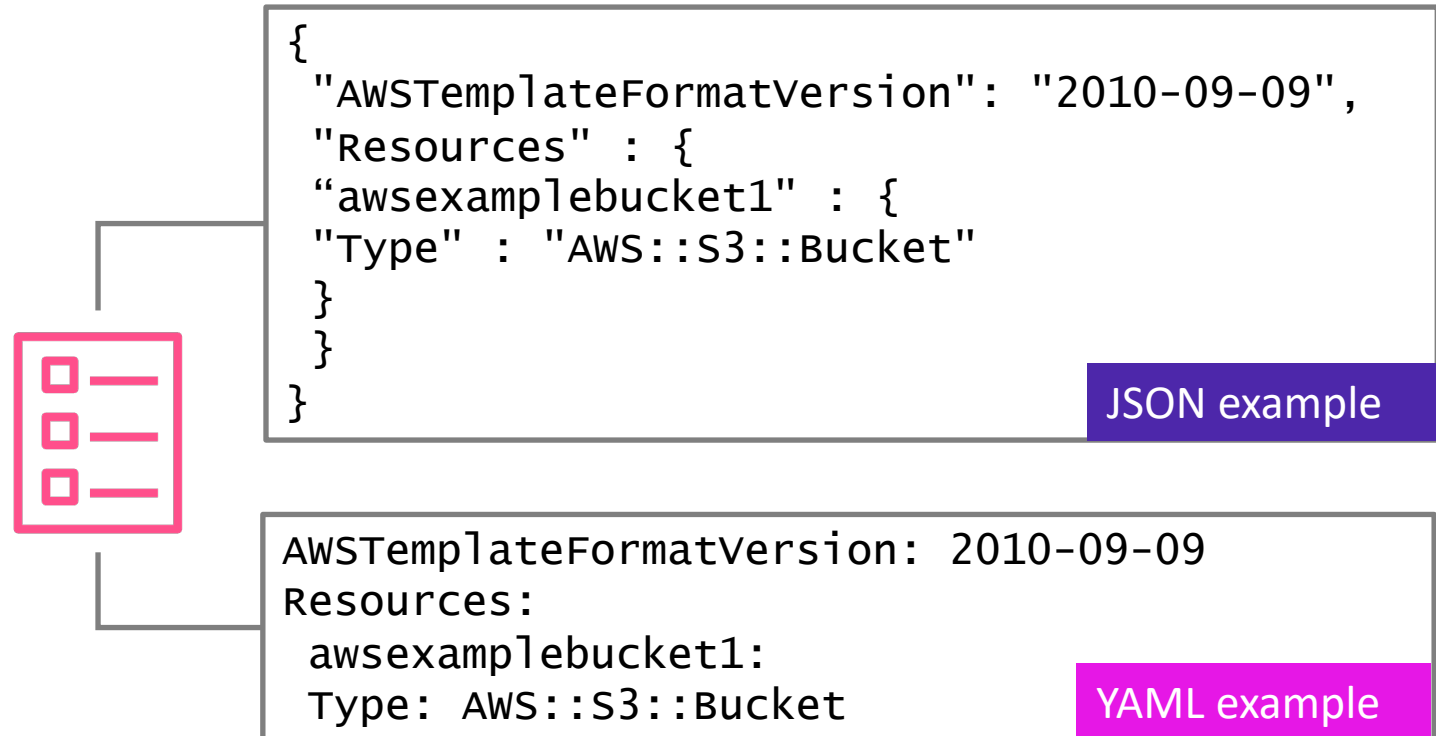 {
"AWSTemplateFormatVersion": "2010-09-09",
"Resources" : {
“awsexamplebucket1" : {
"Type" : "AWS::S3::Bucket"
}
}
}
JSON example
AWSTemplateFormatVersion: 2010-09-09
Resources:
awsexamplebucket1:
Type: AWS::S3::Bucket
YAML example